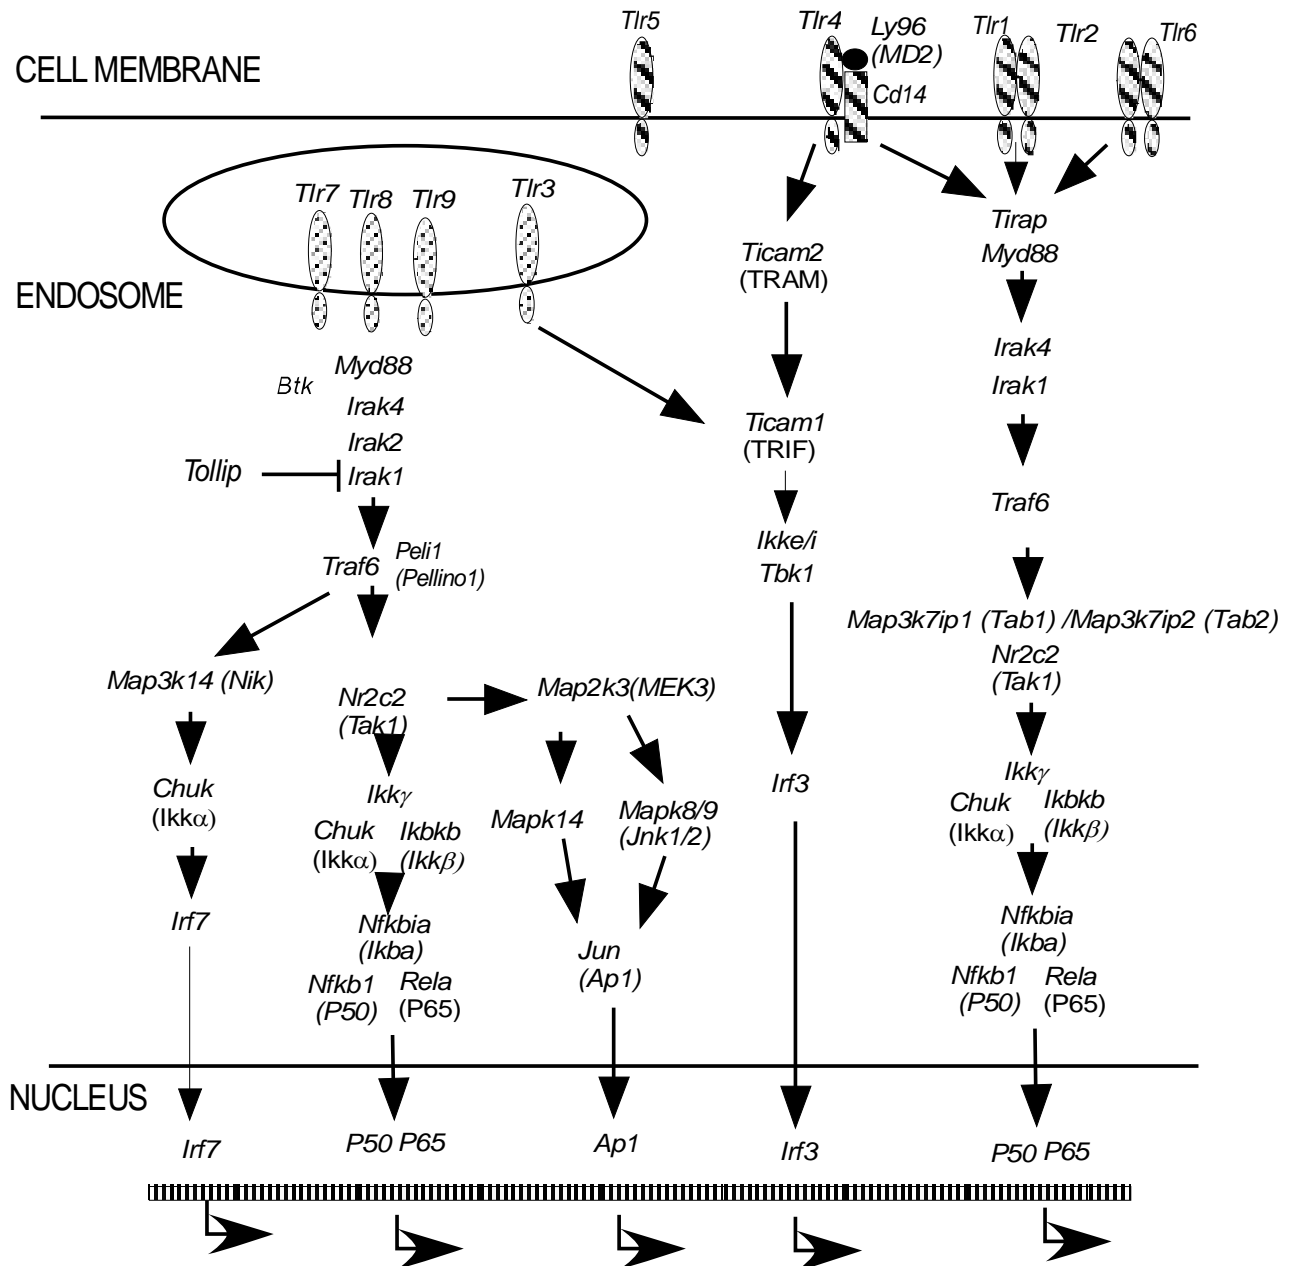 Tlr5
Tlr4
Ly96
(MD2)
Cd14
Tlr1
Tlr2
Tlr6
CELL MEMBRANE
Tlr7
Tlr8
Tlr9
Tlr3
ENDOSOME
Tirap
Myd88
Ticam2
(TRAM)
Irak4
Irak1
Myd88
Btk
Irak4
Irak2
Tollip
Irak1
Ticam1
(TRIF)
Traf6
Traf6
Peli1
(Pellino1)
Ikke/i
Tbk1
Map3k7ip1 (Tab1) /Map3k7ip2 (Tab2)
Nr2c2
(Tak1)
Map3k14 (Nik)
Nr2c2
(Tak1)
Map2k3(MEK3)
Chuk
(Ikkα)
Ikkγ
Chuk
(Ikkα)
Ikbkb
(Ikkβ)
Mapk14
Mapk8/9
(Jnk1/2)
Irf3
Ikkγ
Chuk
(Ikkα)
Ikbkb
(Ikkβ)
Irf7
Nfkbia
(Ikba)
Nfkb1
(P50)
Rela
(P65)
Jun
(Ap1)
Nfkbia
(Ikba)
Nfkb1
(P50)
Rela
(P65)
NUCLEUS
Irf7
P50 P65
Ap1
Irf3
P50 P65